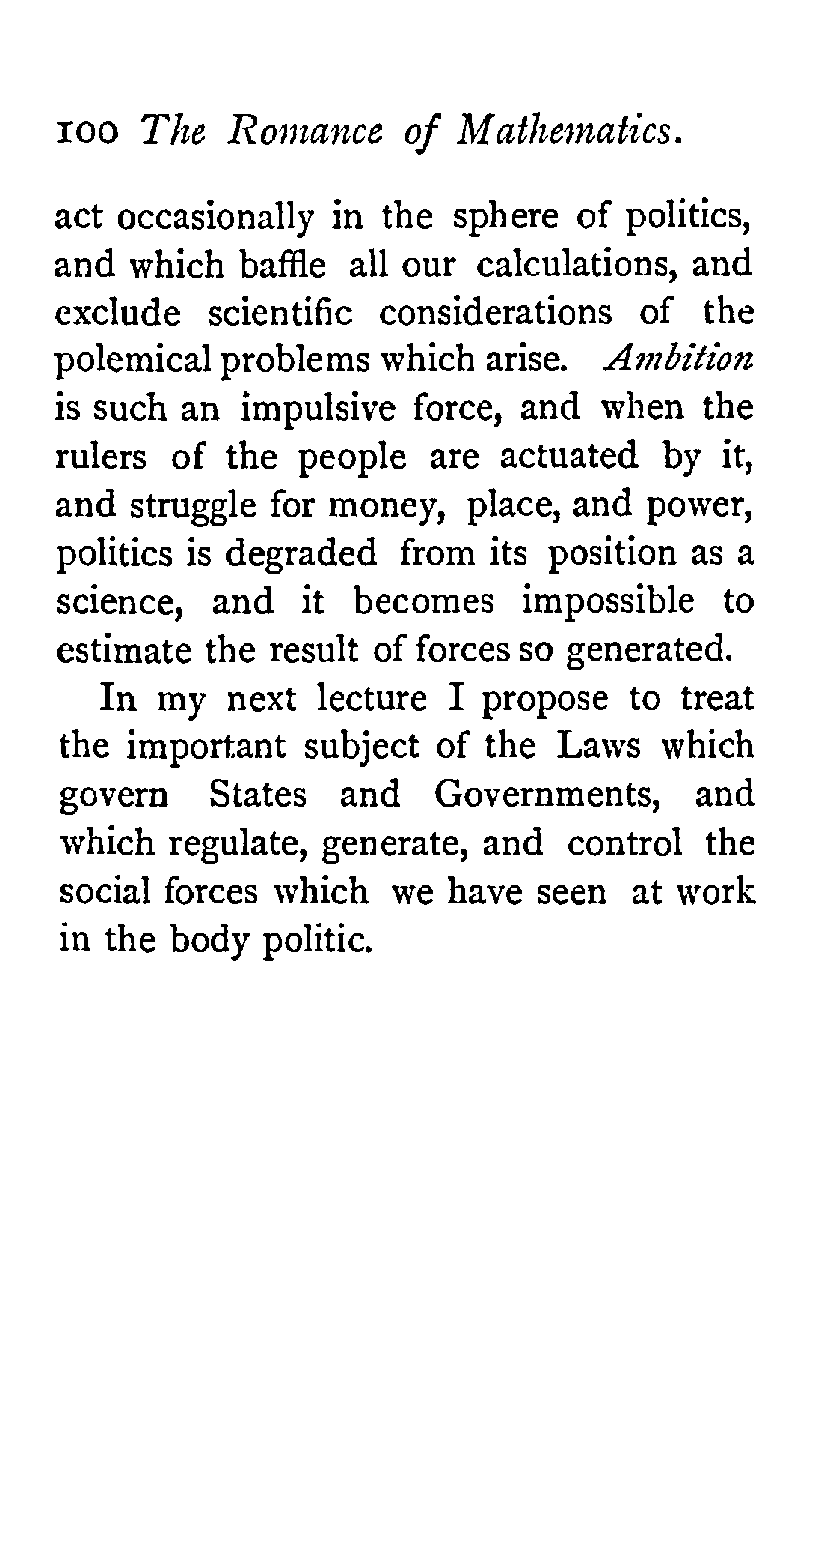 100 The Romance of Mathematics.
act occasionally in the sphere of politics,
and which baffle all our calculations, and
exclude scientific considerations of the
polemical problems which arise. Ambition
is such an impulsive force, and when the
rulers of the people are actuated by it,
and struggle for money, place, and power,
politics is degraded from its position as a
science, and it becomes impossible to
estimate the result of forces so generated.
In my next lecture I propose to treat
the important subject of the Laws which
govern States and Governments, and
which regulate, generate, and control the
social forces which we have seen at work
in the body politic.